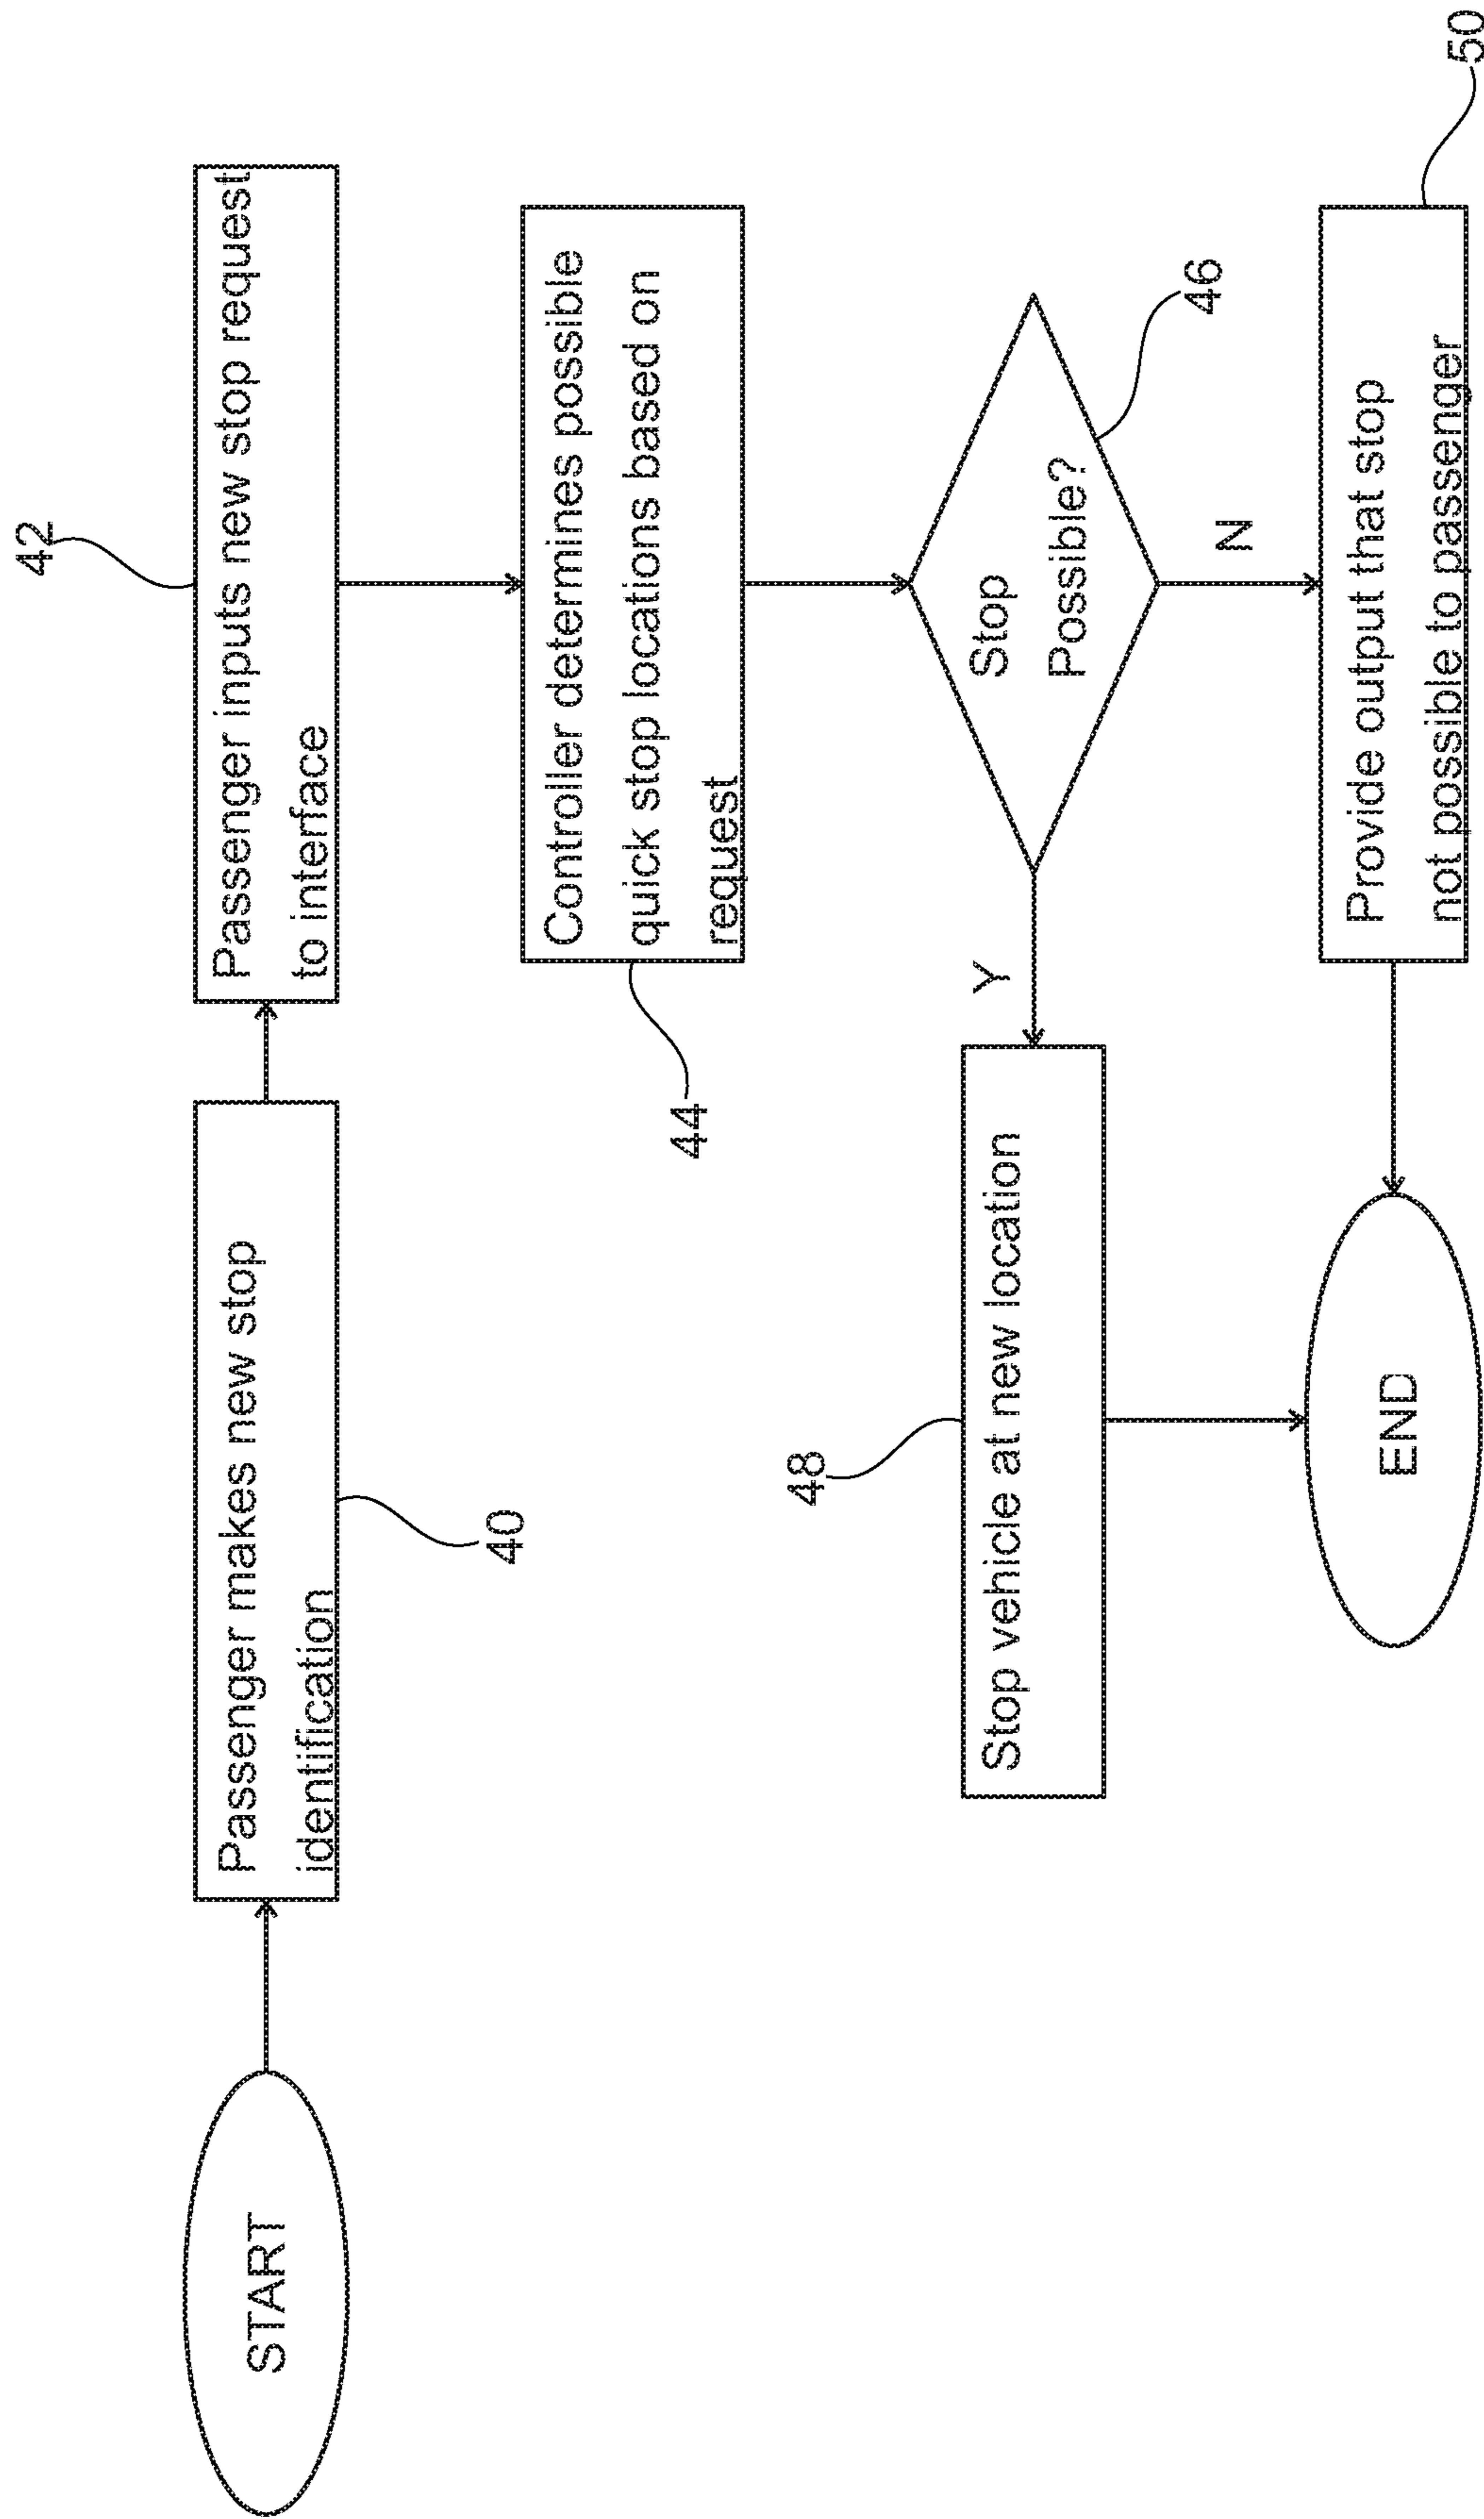 START
Passenger makes new stop
identification
40
Passenger inputs new stop request
to interface
42
Controller determines possible
quick stop locations based on
request
44
Stop
Possible?
46
Y
N
Stop vehicle at new location
48
Provide output that stop
not possible to passenger
50
END